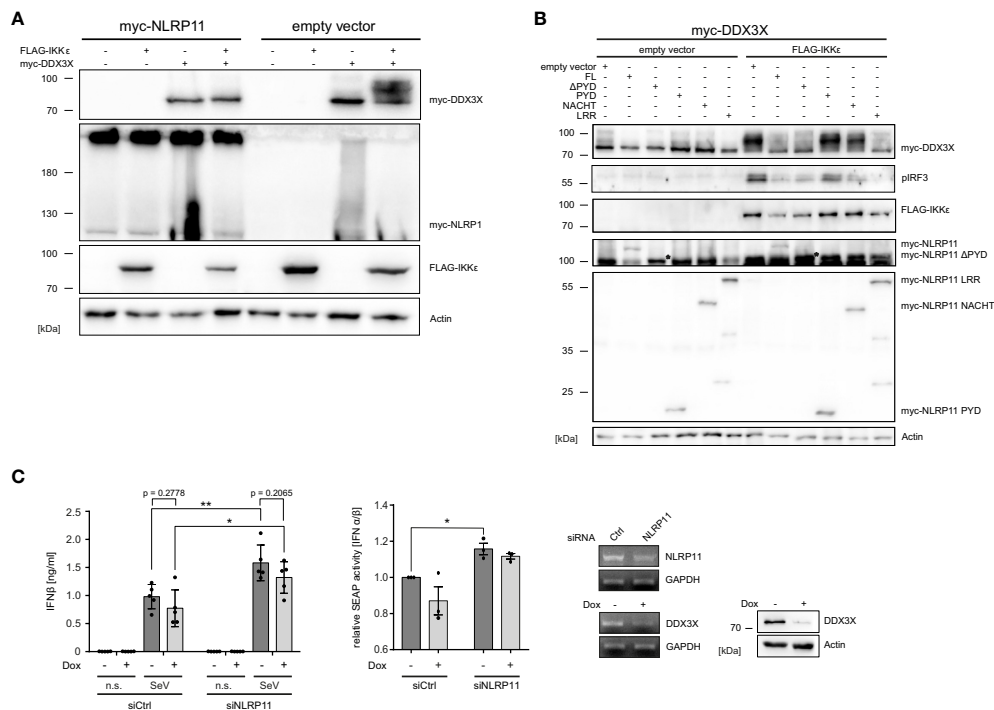 A
myc-NLRP11 empty vector
FLAG-IKKε - + - + - + - +
myc-DDX3X - - + + - - + +
100
70
myc-DDX3X
180
130
myc-NLRP1
100
70
FLAG-IKKε
[kDa]
Actin
B
myc-DDX3X
empty vector FLAG-IKKε
empty vector + +
FL + +
ΔPYD + +
PYD + +
NACHT + +
LRR + +
100
70
myc-DDX3X
55
pIRF3
100
70
FLAG-IKKε
myc-NLRP11
100 * * myc-NLRP11 ΔPYD
myc-NLRP11 LRR
55
myc-NLRP11 NACHT
35
25
myc-NLRP11 PYD
[kDa]
Actin
C
p = 0.2778 p = 0.2065
**
*
IFNβ [ng/ml]
2.5
2.0
1.5
1.0
0.5
0
Dox - + - + - + - +
n.s. SeV n.s. SeV
siCtrl siNLRP11
relative SEAP activity [IFN α/β]
*
1.4
1.2
1.0
0.8
0.6
0.4
Dox - + - +
siCtrl siNLRP11
siRNA Ctrl NLRP11
NLRP11
GAPDH
Dox - +
DDX3X
GAPDH
Dox - +
70 DDX3X
[kDa] Actin